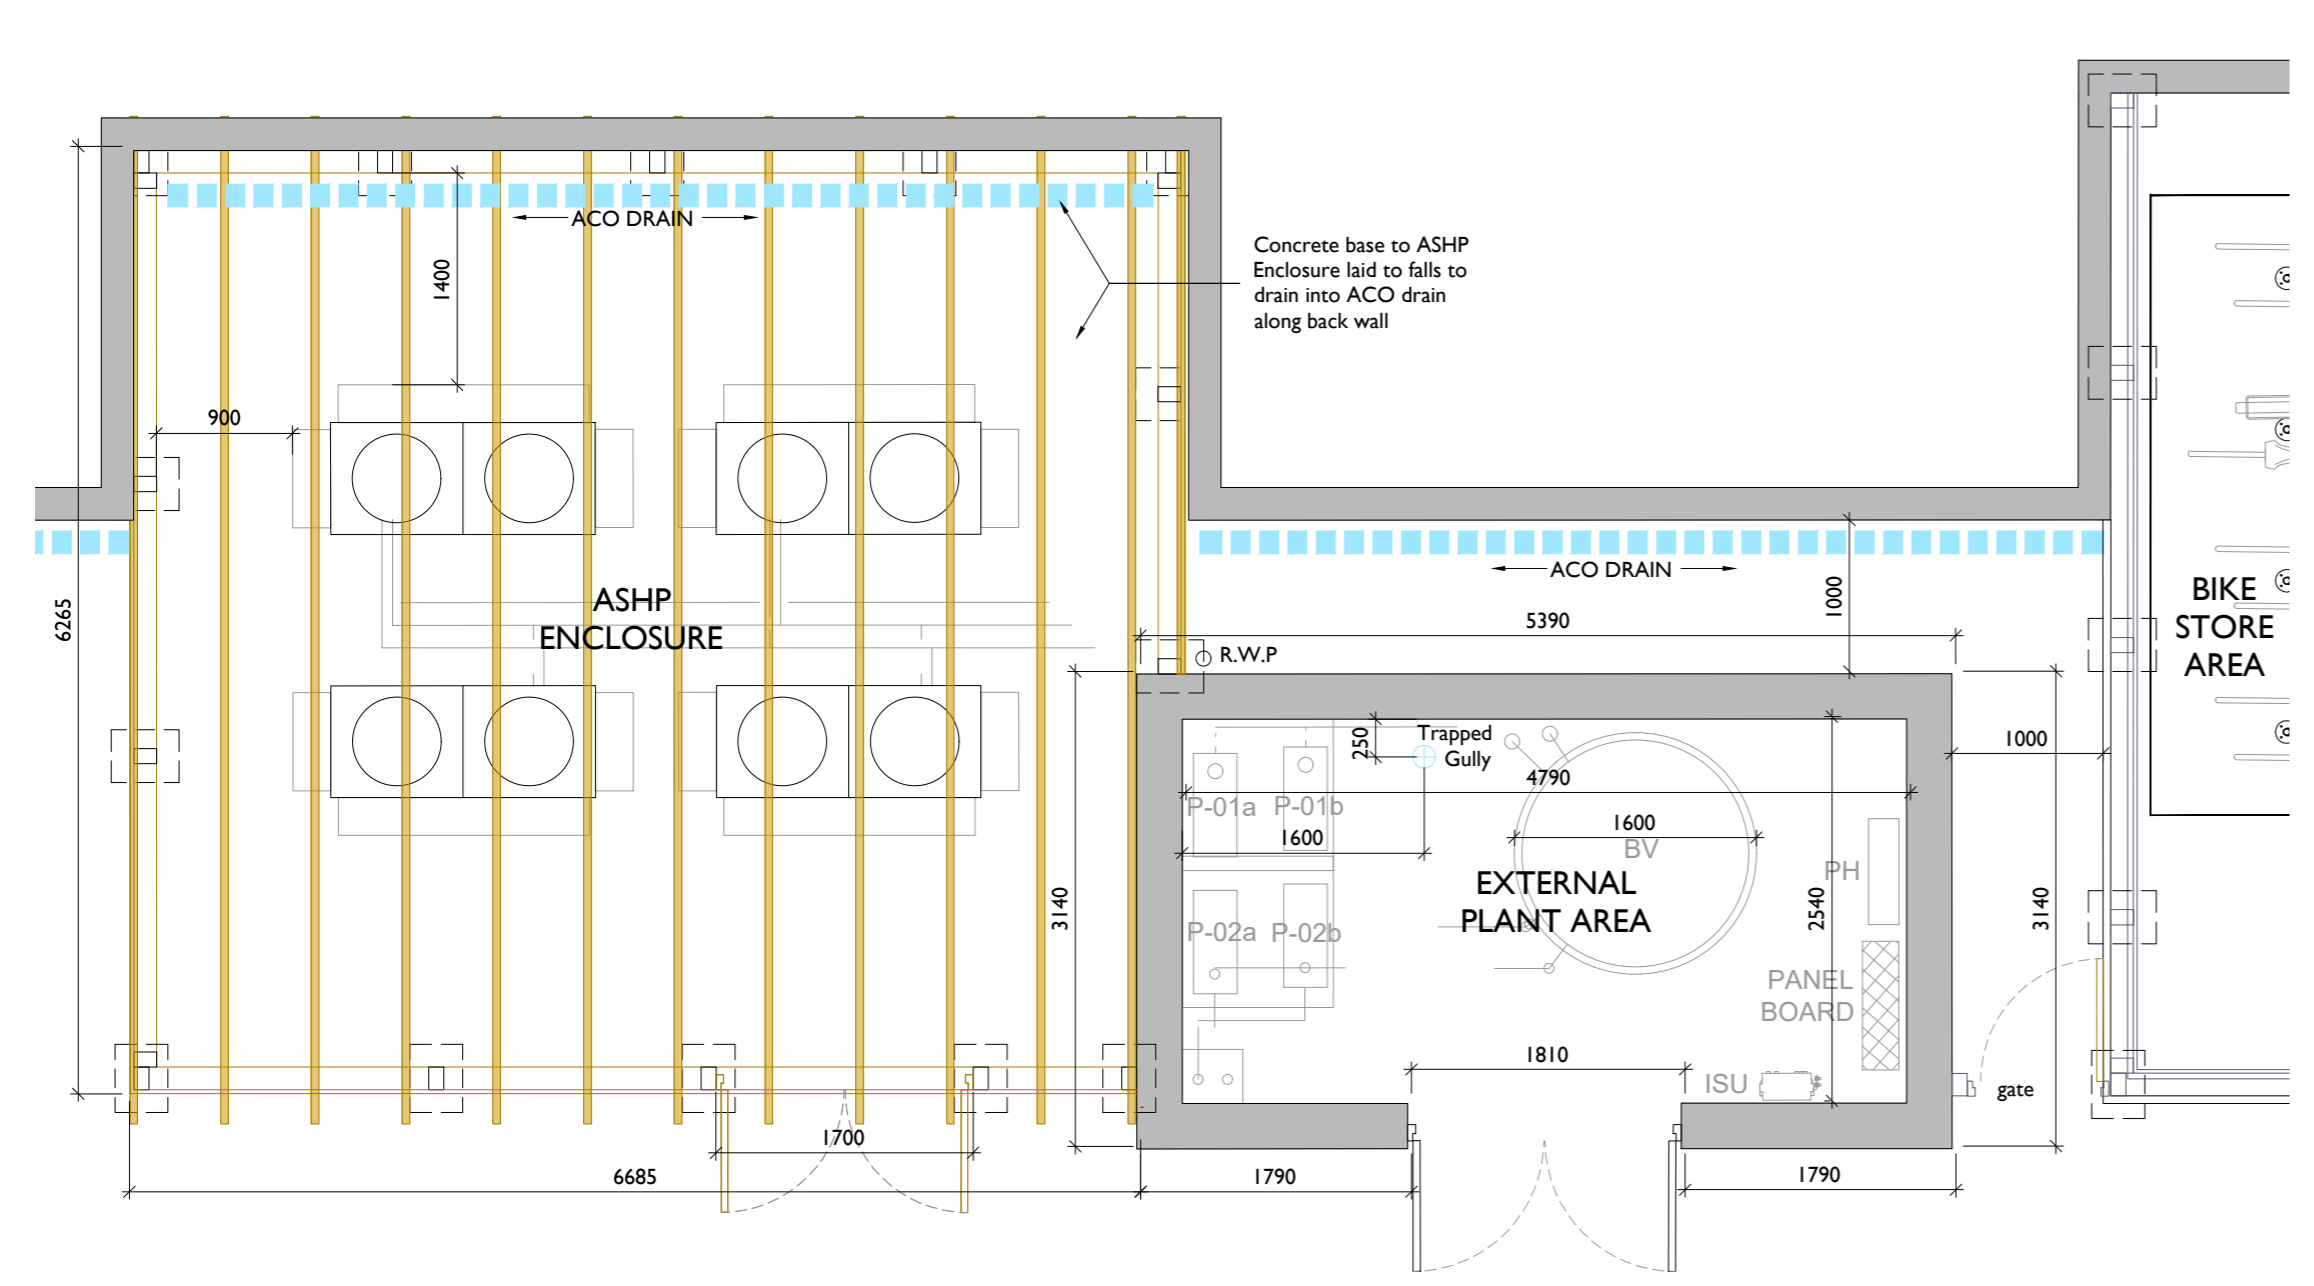 ACO DRAIN
1400
Concrete base to ASHP
Enclosure laid to falls to
drain into ACO drain
along back wall
900
ASHP
ENCLOSURE
6265
ACO DRAIN
1000
5390
R.W.P
BIKE
STORE
AREA
250
Trapped
Gully
4790
1000
P-01a
P-01b
1600
1600
BV
PH
EXTERNAL
PLANT AREA
2540
3140
3140
P-02a
P-02b
PANEL
BOARD
1810
ISU
gate
1700
6685
1790
1790